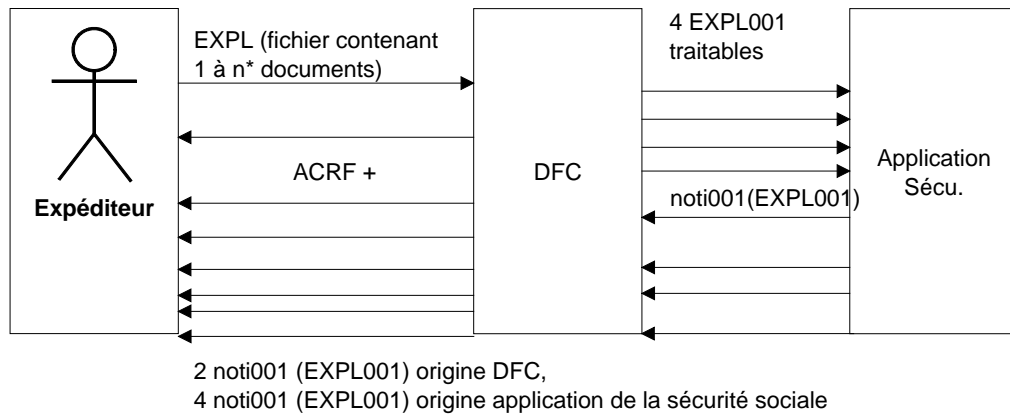 EXPL (fichier contenant
1 à n* documents)
4 EXPL001
traitables
ACRF +
DFC
Application
Sécu.
Expéditeur
noti001(EXPL001)
2 noti001 (EXPL001) origine DFC,
4 noti001 (EXPL001) origine application de la sécurité sociale